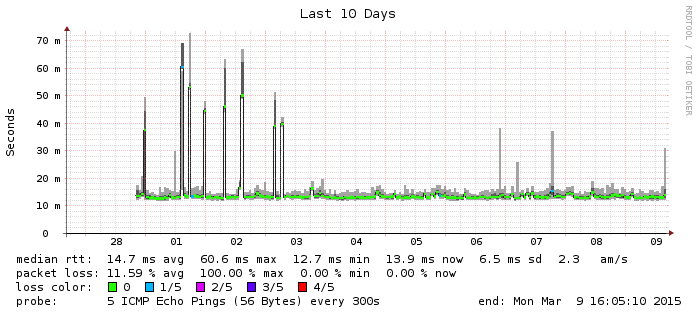 Last 10 Days
RRDTOOL / TOBI OETIKER
Seconds
70 m
60 m
50 m
40 m
30 m
20 m
10 m
0
28 01 02 03 04 05 06 07 08 09
median rtt: 14.7 ms avg 60.6 ms max 12.7 ms min 13.9 ms now 6.5 ms sd 2.3 am/s
packet loss: 11.59 % avg 100.00 % max 0.00 % min 0.00 % now
loss color: 0 1/5 2/5 3/5 4/5
probe: 5 ICMP Echo Pings (56 Bytes) every 300s end: Mon Mar 9 16:05:10 2015